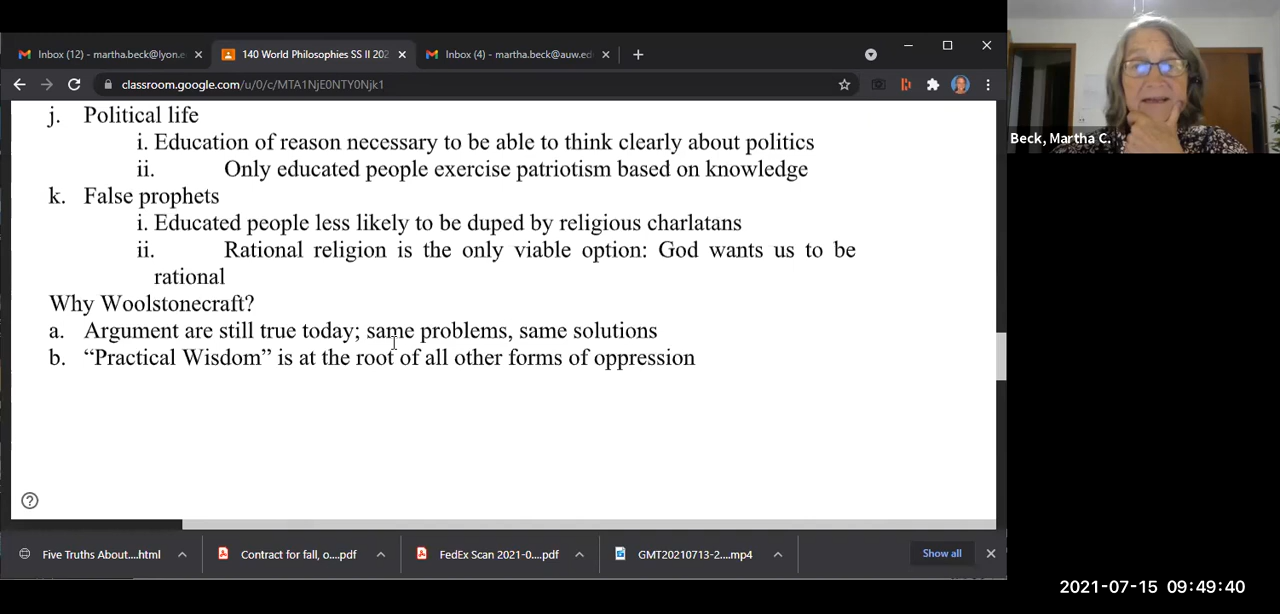 Inbox (12) - martha.beck@lyon.e
140 World Philosophies SS II 202
Inbox (4) - martha.beck@auw.ed
classroom.google.com/u/0/c/MTA1NjE0NTY0Njk1
Beck, Martha C.
j. Political life
i. Education of reason necessary to be able to think clearly about politics
ii. Only educated people exercise patriotism based on knowledge
k. False prophets
i. Educated people less likely to be duped by religious charlatans
ii. Rational religion is the only viable option: God wants us to be
rational
Why Woolstonecraft?
a. Argument are still true today; same problems, same solutions
b. “Practical Wisdom” is at the root of all other forms of oppression
Five Truths About....html
Contract for fall, o....pdf
FedEx Scan 2021-0....pdf
GMT20210713-2....mp4
Show all
2021-07-15 09:49:40